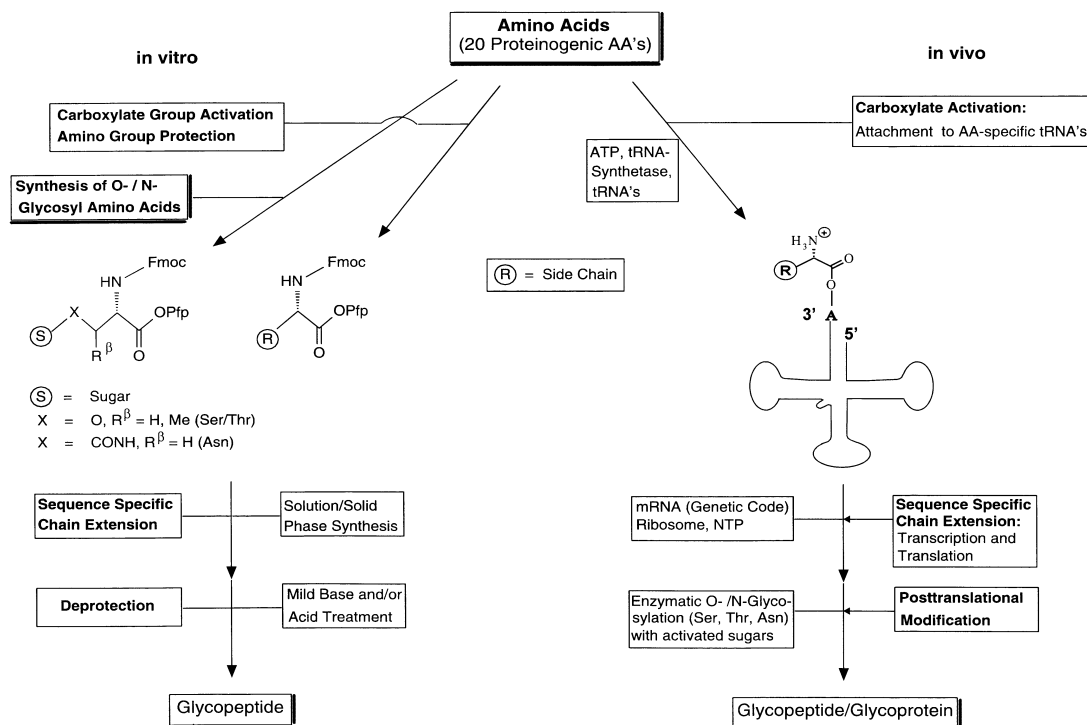 Amino Acids
(20 Proteinogenic AA's)
in vitro
in vivo
Carboxylate Group Activation
Amino Group Protection
Carboxylate Activation:
Attachment to AA-specific tRNA's
ATP, tRNA-
Synthetase,
tRNA's
Synthesis of O- / N-
Glycosyl Amino Acids
Fmoc
HN
X
OPfp
S
R β
O
Fmoc
HN
OPfp
R
O
R = Side Chain
H3N+
R
O
O
3' A
5'
S = Sugar
X = O, Rβ = H, Me (Ser/Thr)
X = CONH, Rβ = H (Asn)
Sequence Specific
Chain Extension
Solution/Solid
Phase Synthesis
mRNA (Genetic Code)
Ribosome, NTP
Sequence Specific
Chain Extension:
Transcription and
Translation
Deprotection
Mild Base and/or
Acid Treatment
Enzymatic O- /N-Glyco-
sylation (Ser, Thr, Asn)
with activated sugars
Posttranslational
Modification
Glycopeptide
Glycopeptide/Glycoprotein